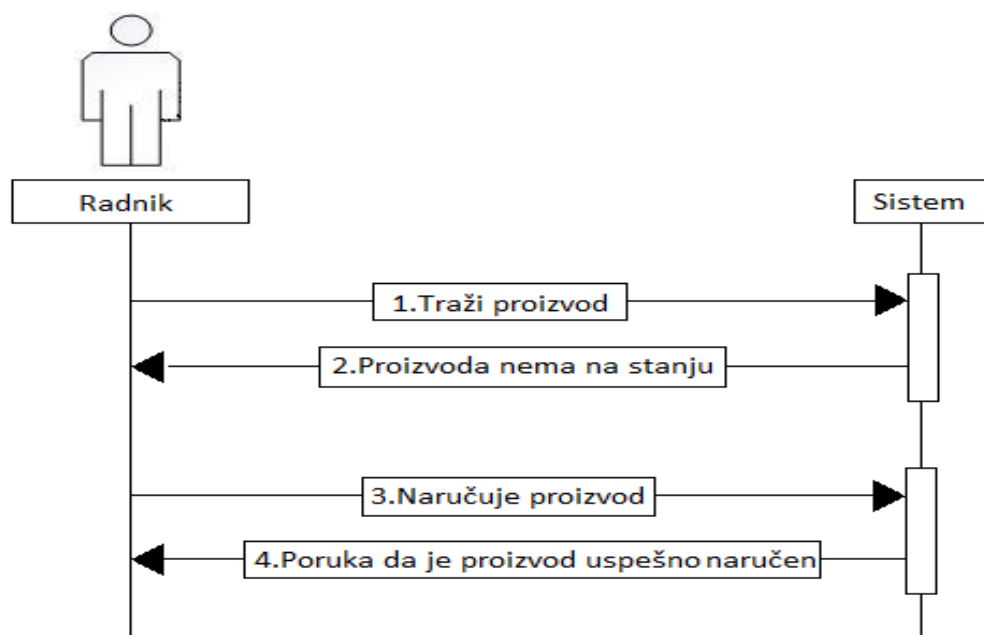 Radnik
Sistem
1.Traži proizvod
2.Proizvoda nema na stanju
3.Naručuje proizvod
4.Poruka da je proizvod uspešno naručen